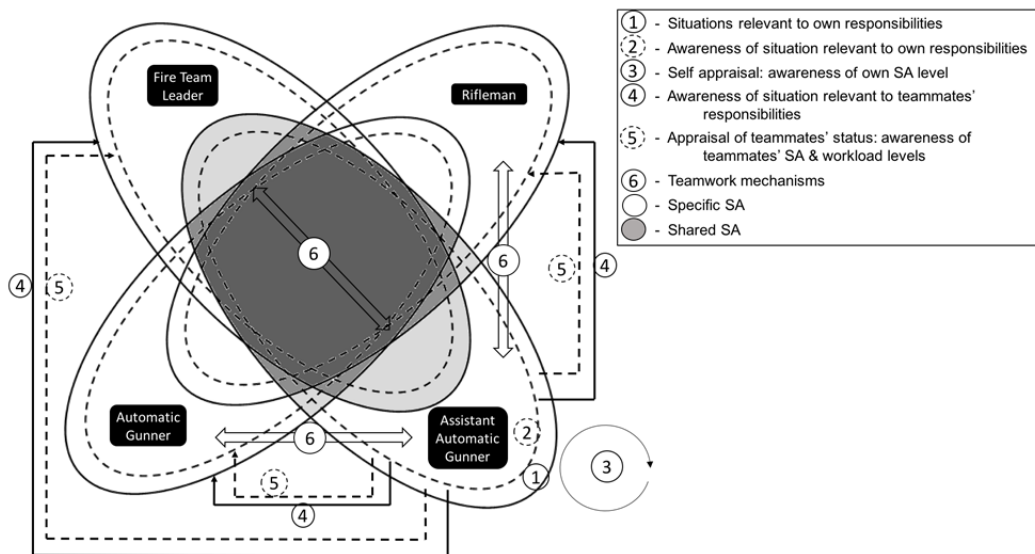 Fire Team
Leader
Rifleman
Automatic
Gunner
Assistant
Automatic
Gunner
6
6
6
4
5
5
4
5
4
2
1
3
1 - Situations relevant to own responsibilities
2 - Awareness of situation relevant to own responsibilities
3 - Self appraisal: awareness of own SA level
4 - Awareness of situation relevant to teammates'
responsibilities
5 - Appraisal of teammates' status: awareness of
teammates' SA & workload levels
6 - Teamwork mechanisms
- Specific SA
- Shared SA